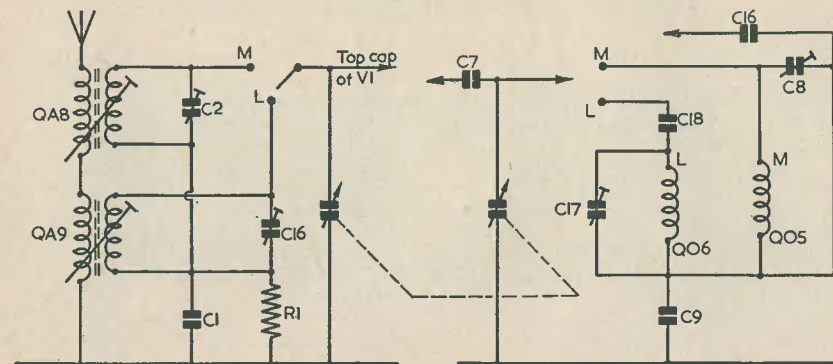 M
Top cap
of V1
L
QA8
C2
QA9
C16
C1
R1
C7
C16
M
C8
L
C18
L
M
C17
QO6
QO5
C9